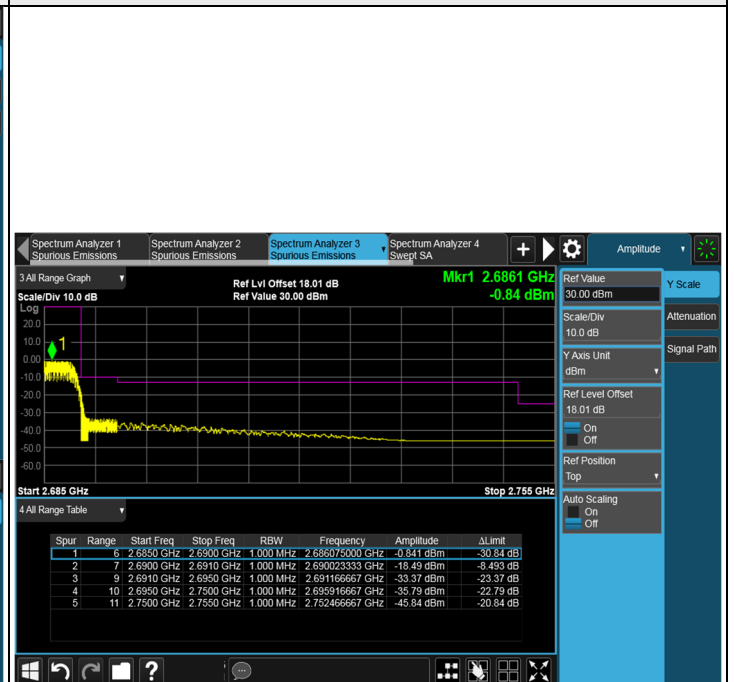 Spectrum Analyzer 1
Spurious Emissions
Spectrum Analyzer 2
Spurious Emissions
Spectrum Analyzer 3
Spurious Emissions
Spectrum Analyzer 4
Swept SA
+
Amplitude
3 All Range Graph
Ref Lvl Offset 18.01 dB
Mkr1 2.6861 GHz
Scale/Div 10.0 dB
Ref Value 30.00 dBm
-0.84 dBm
Log
20.0
10.0
0.00
-10.0
-20.0
-30.0
-40.0
-50.0
-60.0
1
Start 2.685 GHz
Stop 2.755 GHz
4 All Range Table
Spur Range Start Freq Stop Freq RBW Frequency Amplitude ΔLimit
1 6 2.6850 GHz 2.6900 GHz 1.000 MHz 2.686075000 GHz -0.841 dBm -30.84 dB
2 7 2.6900 GHz 2.6910 GHz 1.000 MHz 2.690023333 GHz -18.49 dBm -8.493 dB
3 9 2.6910 GHz 2.6950 GHz 1.000 MHz 2.691166667 GHz -33.37 dBm -23.37 dB
4 10 2.6950 GHz 2.7500 GHz 1.000 MHz 2.695916667 GHz -35.79 dBm -22.79 dB
5 11 2.7500 GHz 2.7550 GHz 1.000 MHz 2.752466667 GHz -45.84 dBm -20.84 dB
Ref Value
30.00 dBm
Scale/Div
10.0 dB
Y Axis Unit
dBm
Ref Level Offset
18.01 dB
On
Off
Ref Position
Top
Auto Scaling
On
Off
Y Scale
Attenuation
Signal Path
?